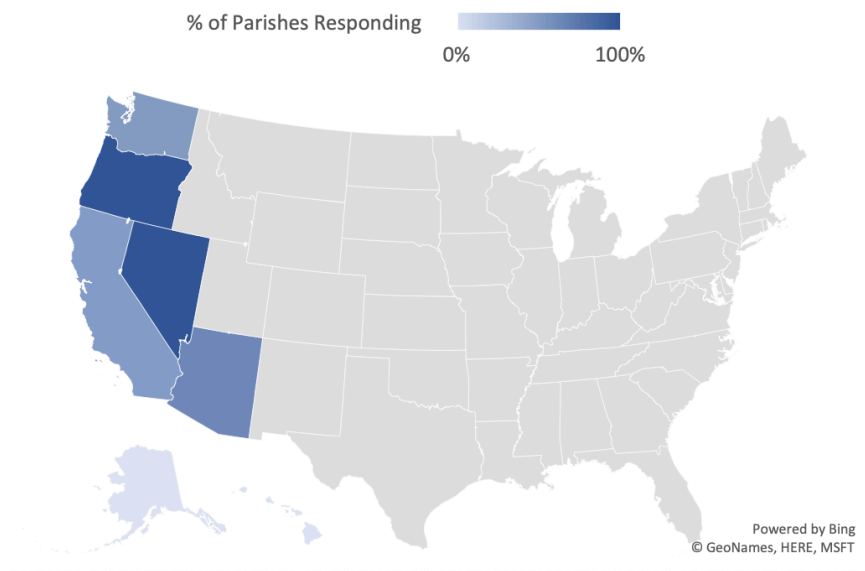 % of Parishes Responding
0% 100%
Powered by Bing
© GeoNames, HERE, MSFT